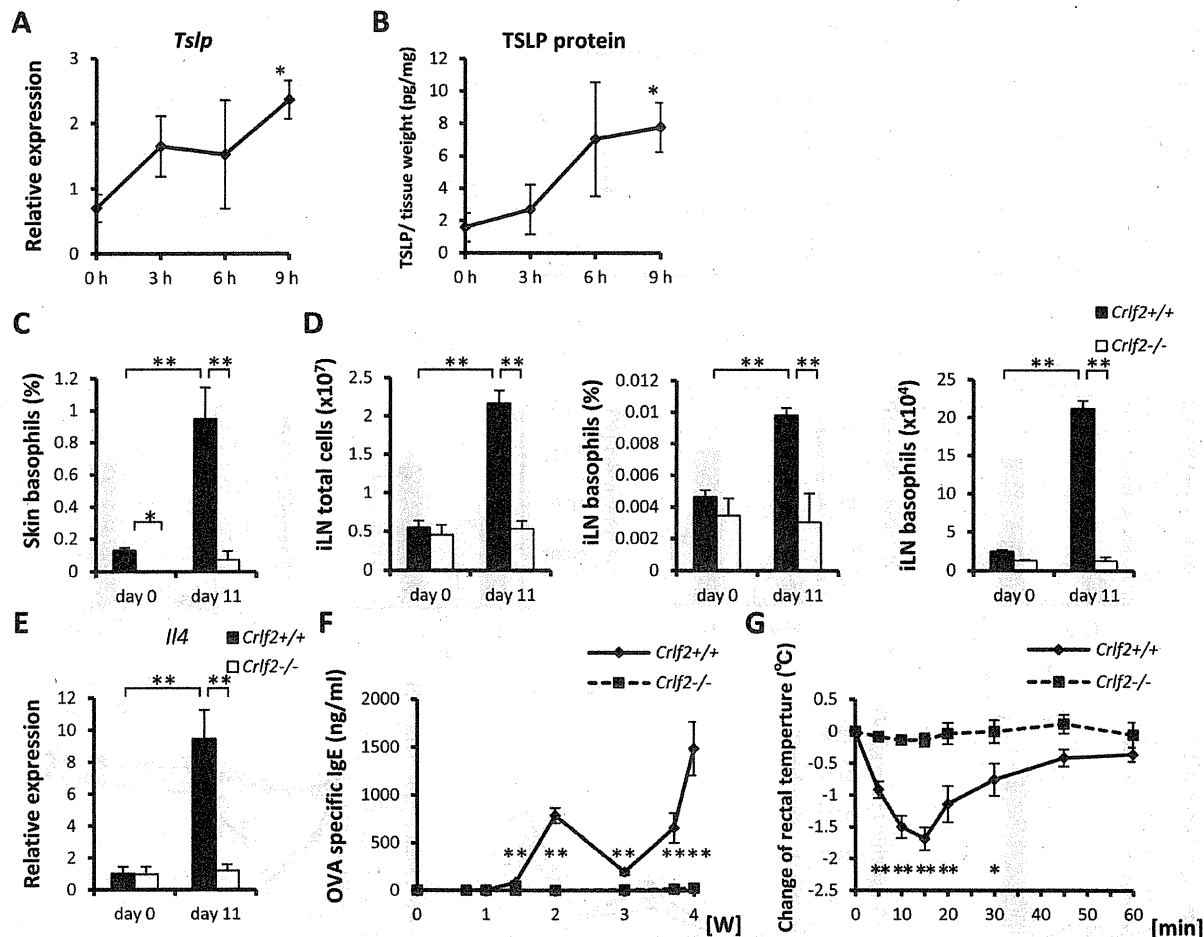 A
Tslp
Relative expression
3
2
1
0
*
0 h 3 h 6 h 9 h
B
TSLP protein
TSLP/ tissue weight (pg/mg)
12
10
8
6
4
2
0
*
0 h 3 h 6 h 9 h
Crlf2+/+
Crlf2-/-
C
Skin basophils (%)
1.2
1
0.8
0.6
0.4
0.2
0
** **
*
day 0 day 11
D
iLN total cells (x10⁷)
2.5
2
1.5
1
0.5
0
** **
day 0 day 11
iLN basophils (%)
0.012
0.01
0.008
0.006
0.004
0.002
0
** **
day 0 day 11
iLN basophils (x10⁴)
25
20
15
10
5
0
** **
day 0 day 11
E
Il4
Crlf2+/+
Crlf2-/-
Relative expression
12
10
8
6
4
2
0
** **
day 0 day 11
F
Crlf2+/+
Crlf2-/-
OVA specific IgE (ng/ml)
2000
1500
1000
500
0
** ** ** ****
0 1 2 3 4
[W]
G
Crlf2+/+
Crlf2-/-
Change of rectal temperture (℃)
0.5
0
-0.5
-1
-1.5
-2
-2.5
** ** ** ** *
0 10 20 30 40 50 60
[min]